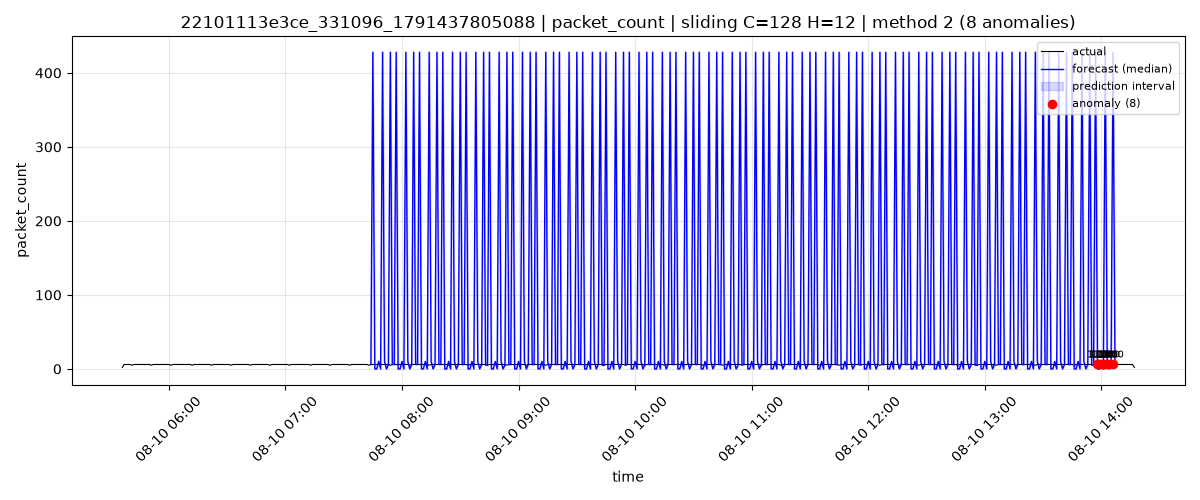 22101113e3ce_331096_1791437805088 | packet_count | sliding C=128 H=12 | method 2 (8 anomalies)
actual
forecast (median)
prediction interval
anomaly (8)
packet_count
400
300
200
100
0
08-10 06:00
08-10 07:00
08-10 08:00
08-10 09:00
08-10 10:00
08-10 11:00
08-10 12:00
08-10 13:00
08-10 14:00
time